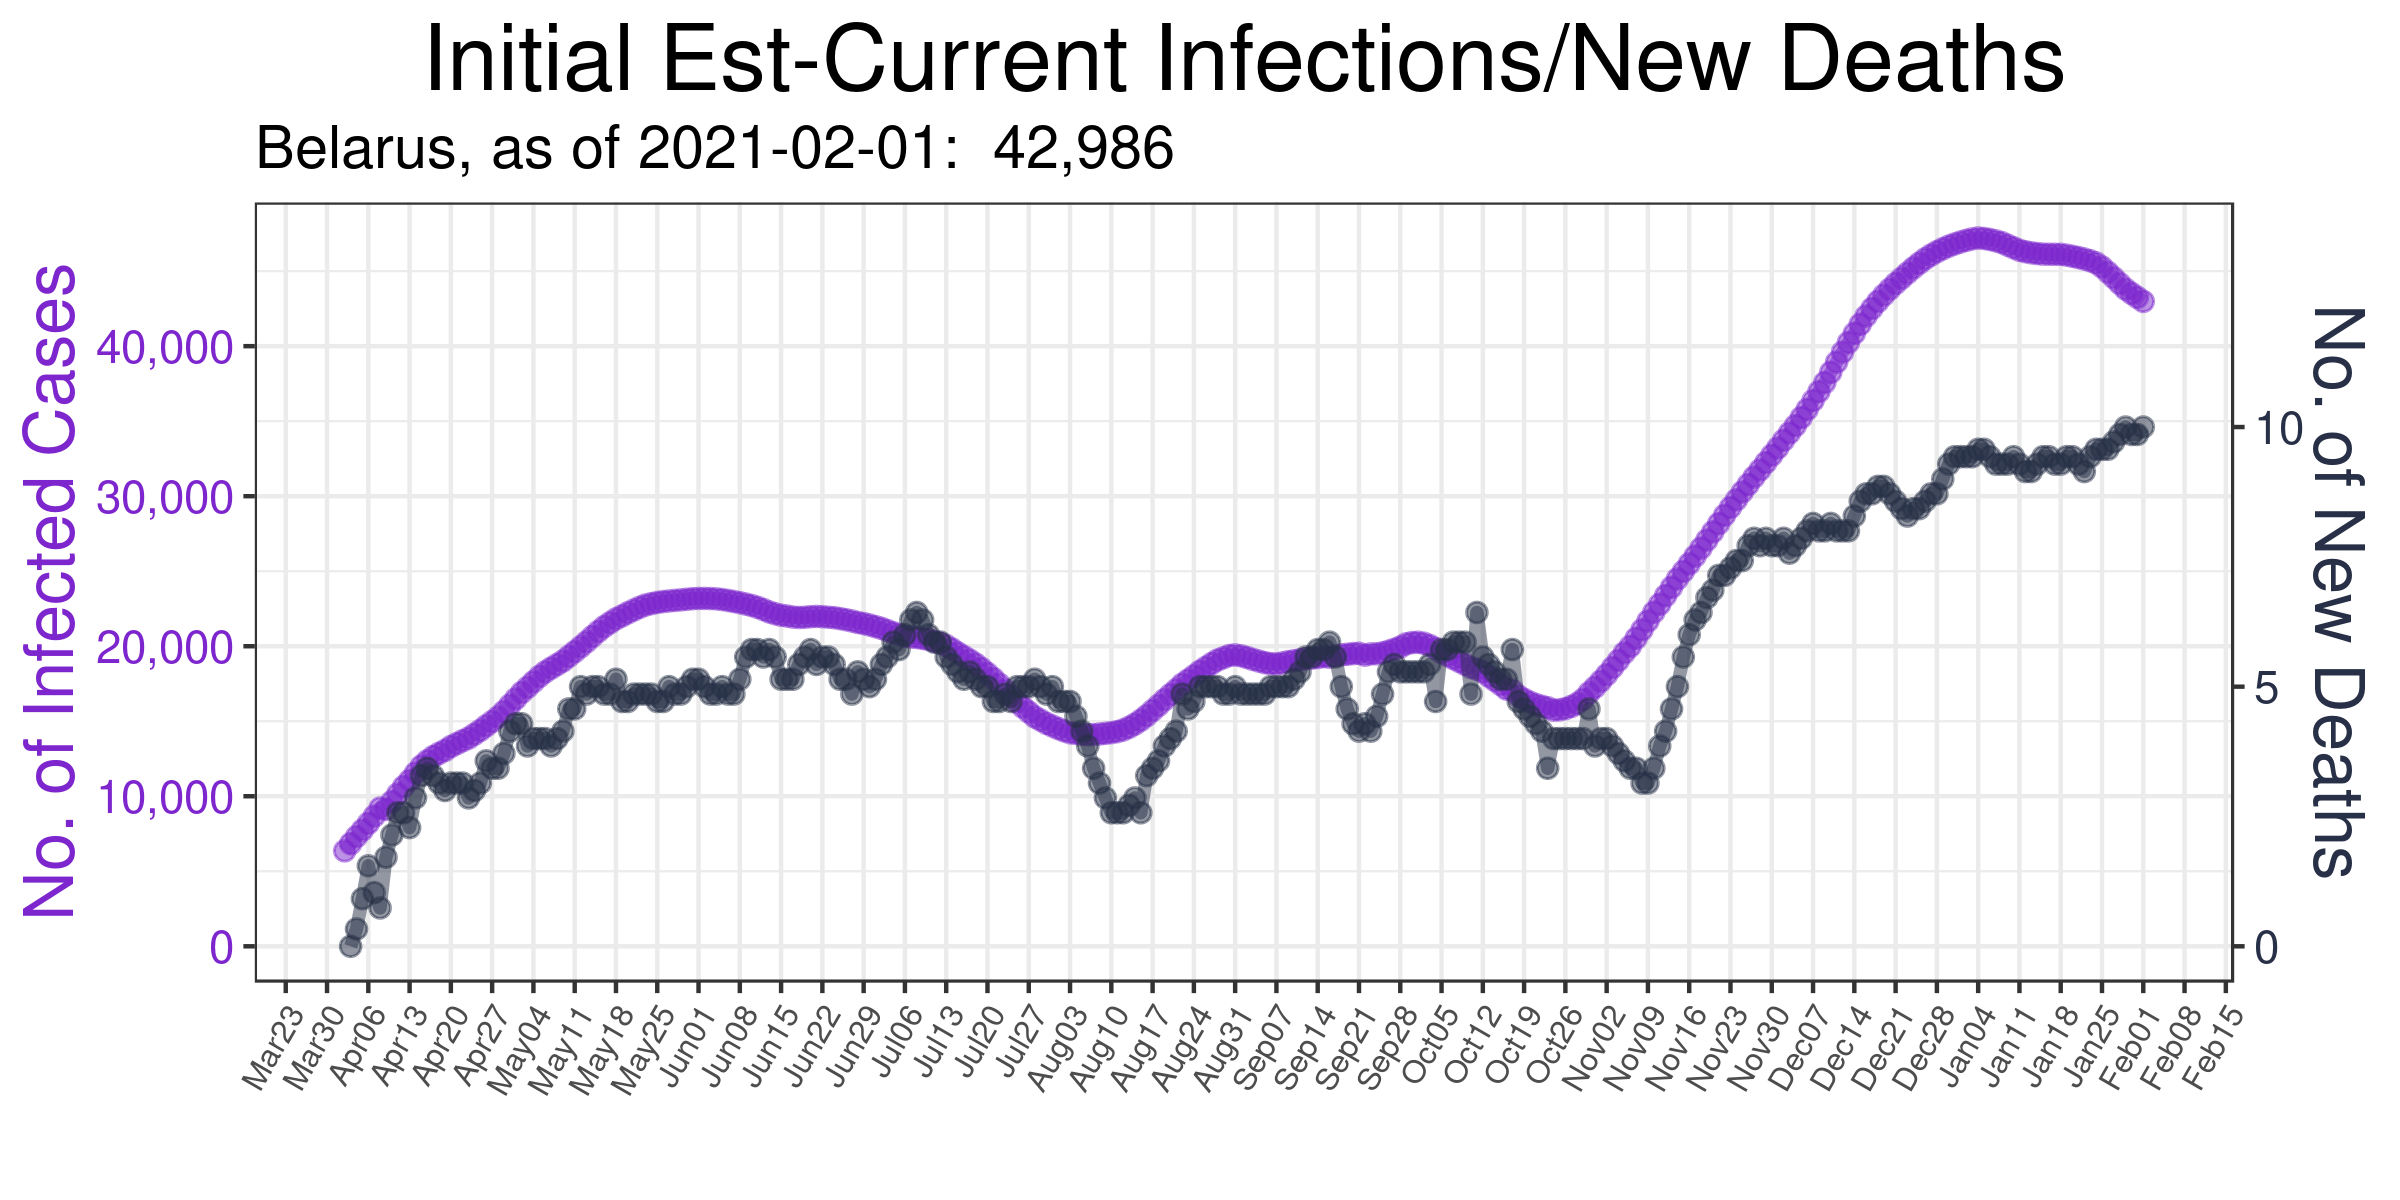 Initial Est-Current Infections/New Deaths
Belarus, as of 2021-02-01:  42,986
No. of Infected Cases
40,000
30,000
20,000
10,000
0
10
5
0
No. of New Deaths
Mar23
Mar30
Apr06
Apr13
Apr20
Apr27
May04
May11
May18
May25
Jun01
Jun08
Jun15
Jun22
Jun29
Jul06
Jul13
Jul20
Jul27
Aug03
Aug10
Aug17
Aug24
Aug31
Sep07
Sep14
Sep21
Sep28
Oct05
Oct12
Oct19
Oct26
Nov02
Nov09
Nov16
Nov23
Nov30
Dec07
Dec14
Dec21
Dec28
Jan04
Jan11
Jan18
Jan25
Feb01
Feb08
Feb15